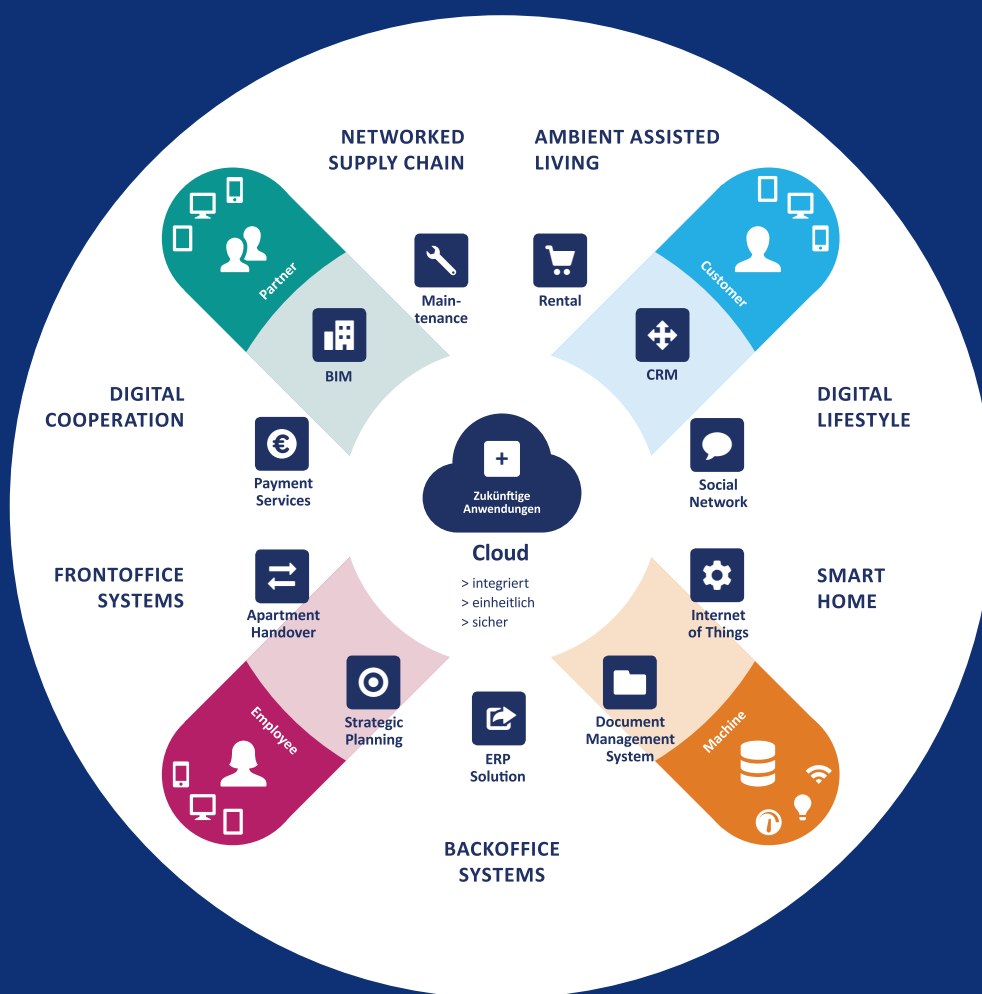 NETWORKED
SUPPLY CHAIN
AMBIENT ASSISTED
LIVING
Partner
Customer
Main-
tenance
Rental
BIM
CRM
DIGITAL
COOPERATION
DIGITAL
LIFESTYLE
€
Payment
Services
Social
Network
+
Zukünftige
Anwendungen
Cloud
> integriert
> einheitlich
> sicher
FRONTOFFICE
SYSTEMS
SMART
HOME
Apartment
Handover
Internet
of Things
Employee
Machine
Strategic
Planning
Document
Management
System
ERP
Solution
BACKOFFICE
SYSTEMS